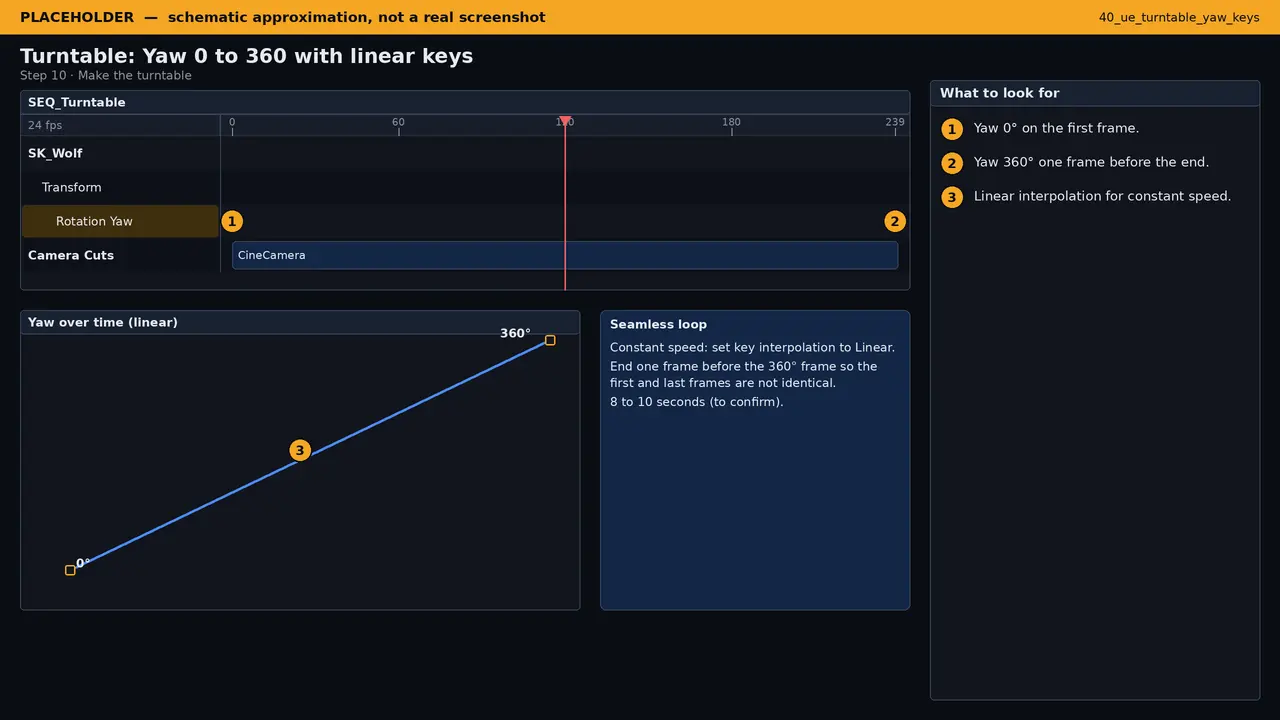 PLACEHOLDER — schematic approximation, not a real screenshot
40_ue_turntable_yaw_keys
Turntable: Yaw 0 to 360 with linear keys
Step 10 · Make the turntable
SEQ_Turntable
24 fps
0
60
120
180
239
SK_Wolf
Transform
Rotation Yaw
1
2
Camera Cuts
CineCamera
Yaw over time (linear)
360°
3
0°
Seamless loop
Constant speed: set key interpolation to Linear.
End one frame before the 360° frame so the
first and last frames are not identical.
8 to 10 seconds (to confirm).
What to look for
1 Yaw 0° on the first frame.
2 Yaw 360° one frame before the end.
3 Linear interpolation for constant speed.